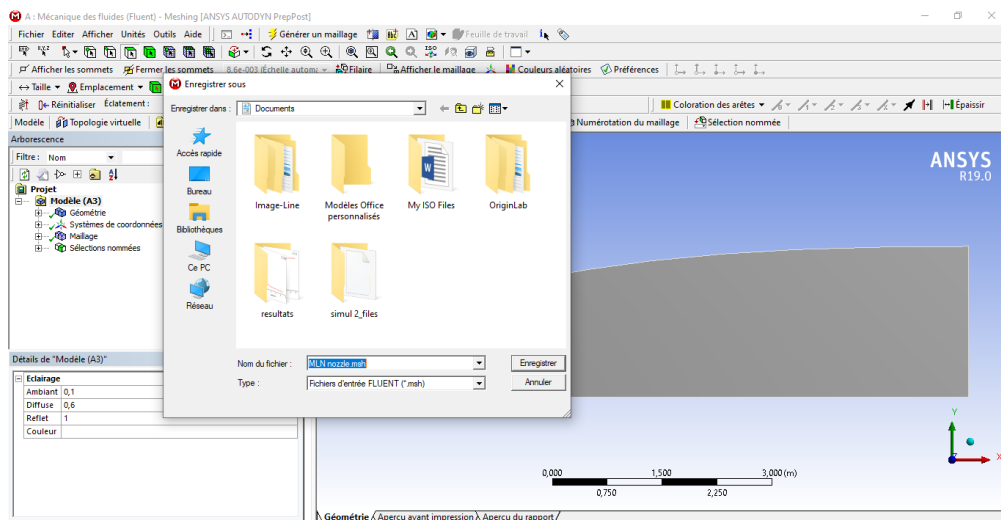 A : Mécanique des fluides (Fluent) - Meshing [ANSYS AUTODYN PrepPost]
Fichier Editer Afficher Unités Outils Aide Générer un maillage Feuille de travail
Afficher les sommets Fermer les sommets 8.6e-003 (Échelle automa Filaire Afficher le maillage Couleurs aléatoires Préférences
Taille Emplacement
Réinitialiser Éclatement : Coloration des arêtes Épaissir
Modèle Topologie virtuelle Numérotation du maillage Sélection nommée
Arborescence
Filtre : Nom
Projet
Modèle (A3)
Géométrie
Systèmes de coordonnées
Maillage
Sélections nommées
Enregistrer sous
Enregistrer dans : Documents
Accès rapide
Bureau
Bibliothèques
Ce PC
Réseau
Image-Line
Modèles Office personnalisés
My ISO Files
OriginLab
resultats
simul 2_files
Nom du fichier : MLN nozzle.msh Enregistrer
Type : Fichiers d'entrée FLUENT (*.msh) Annuler
ANSYS
R19.0
Détails de "Modèle (A3)"
Eclairage
Ambiant 0,1
Diffuse 0,6
Reflet 1
Couleur
Y
X
0,000 1,500 3,000 (m)
0,750 2,250
Géométrie Aperçu avant impression Aperçu du rapport